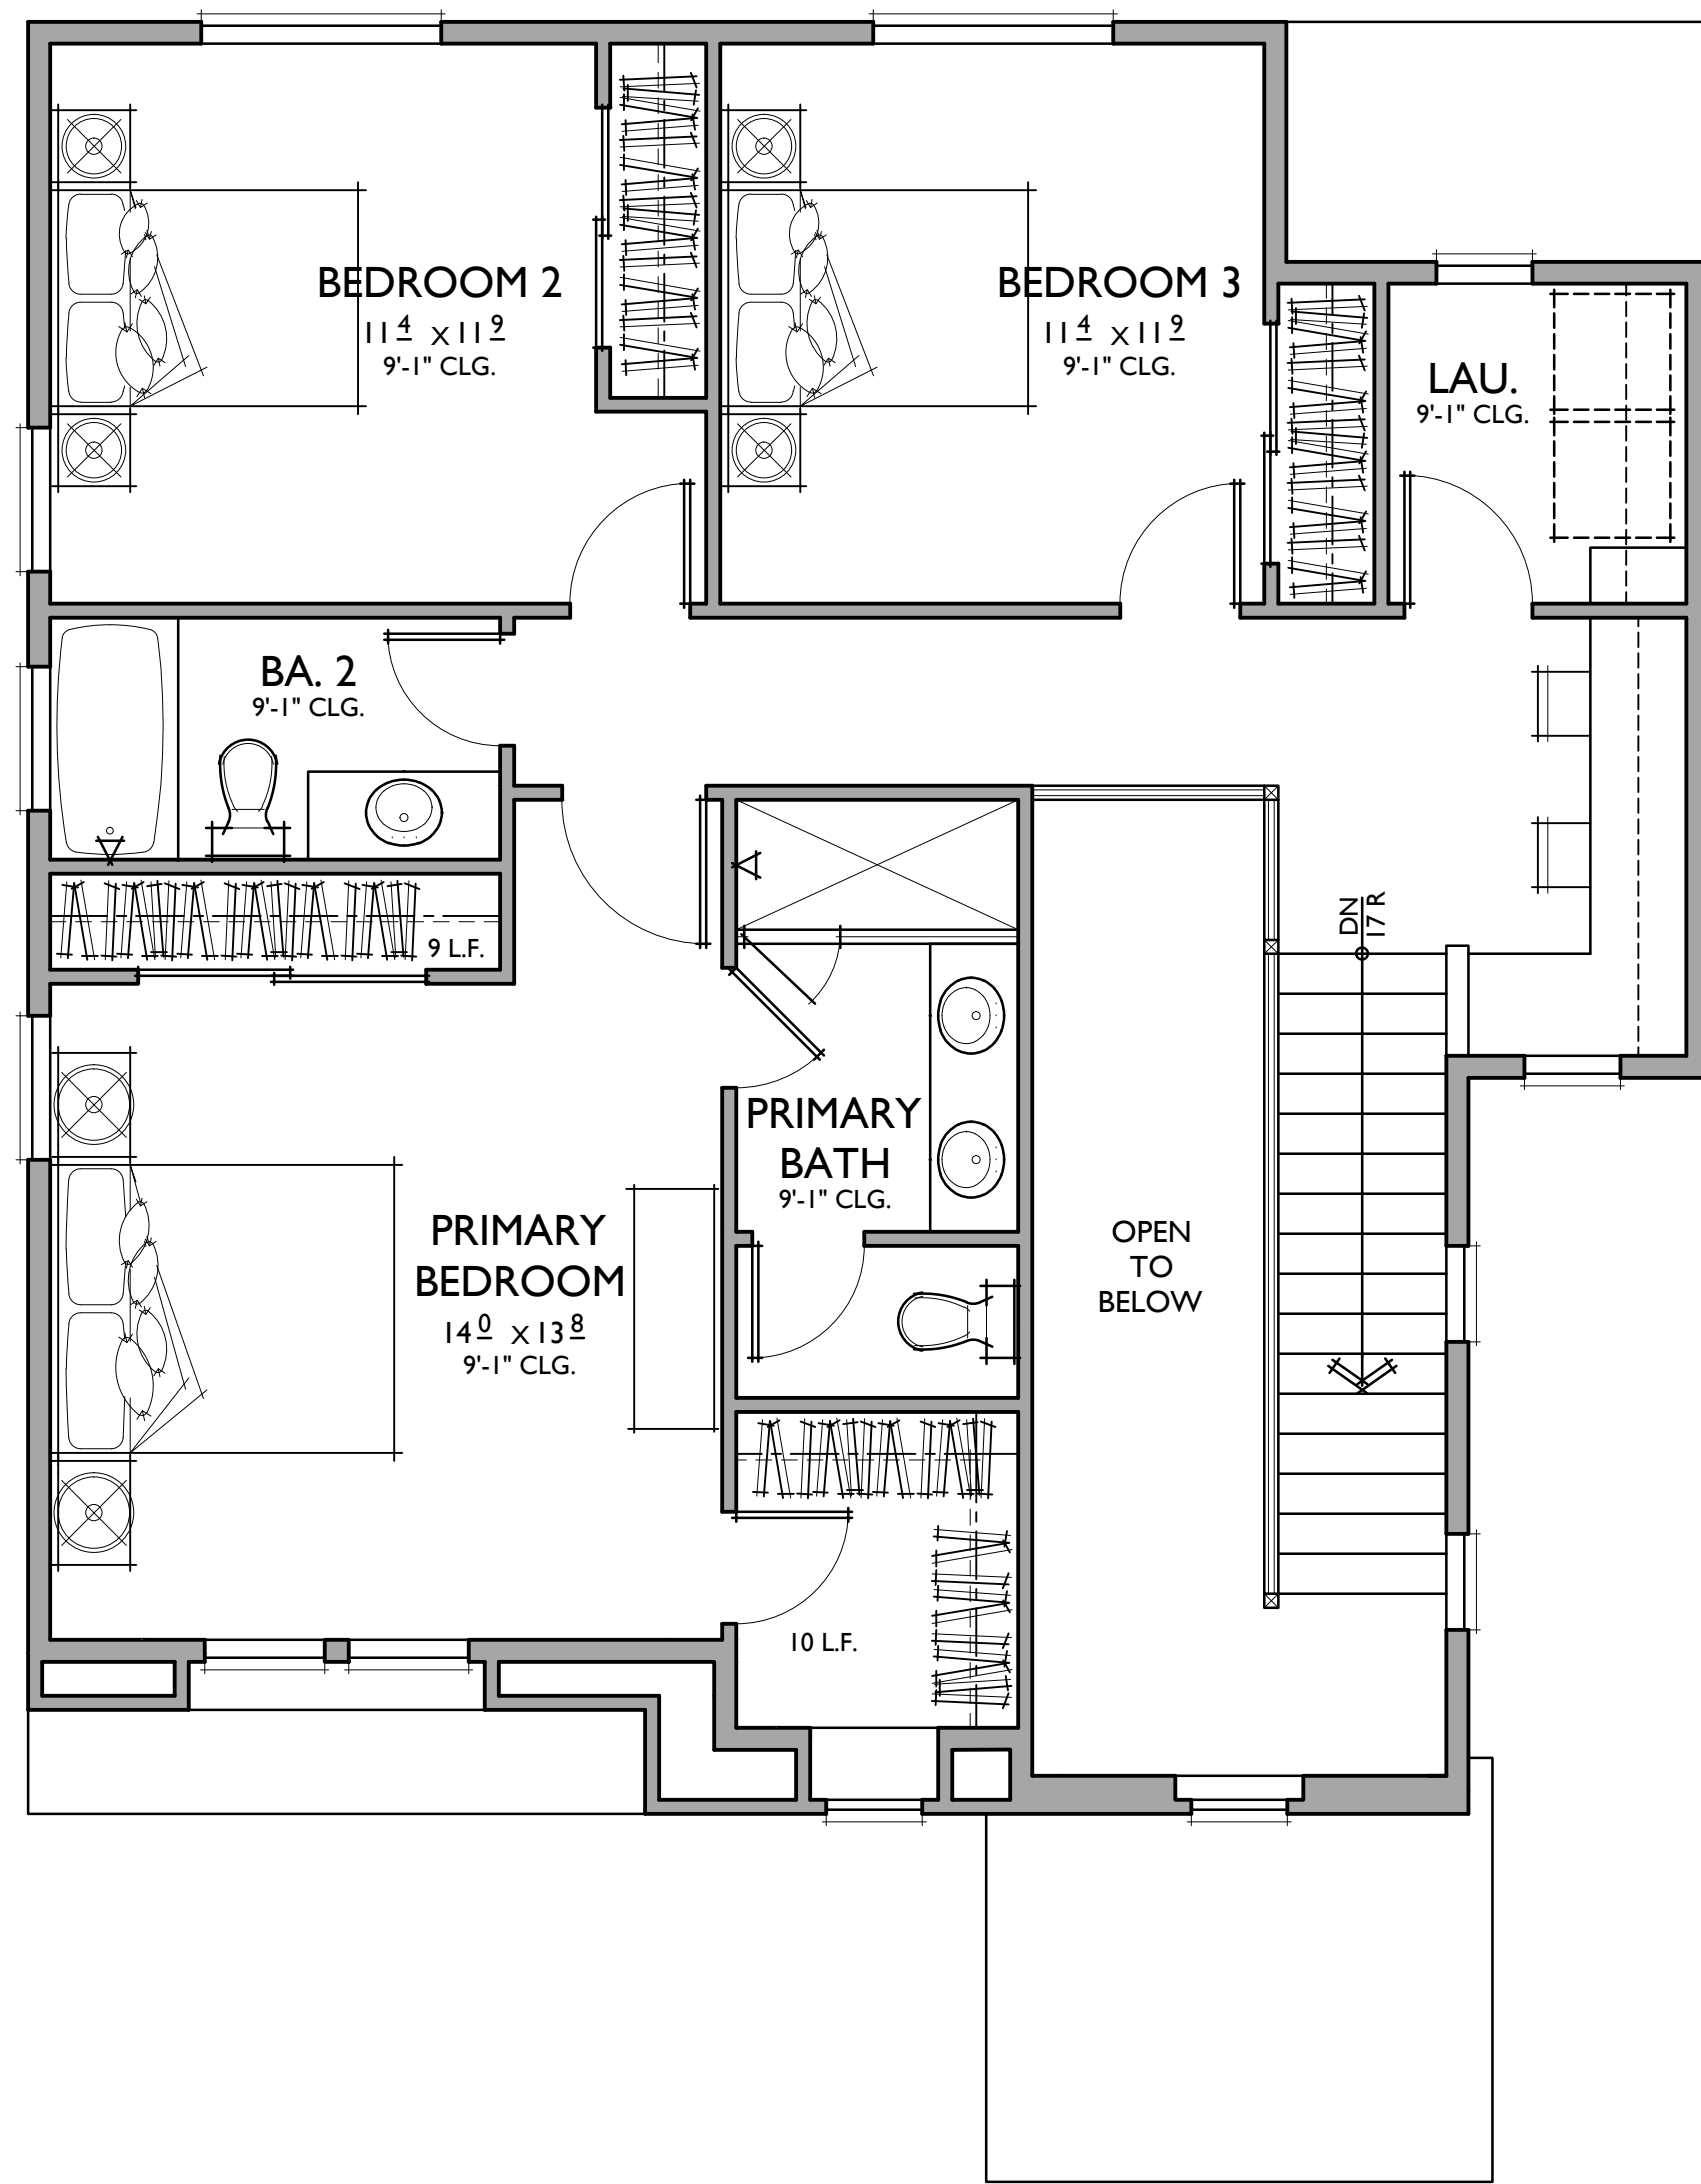 BEDROOM 2
11 4 X 11 9
9'-1" CLG.
BEDROOM 3
11 4 X 11 9
9'-1" CLG.
LAU.
9'-1" CLG.
BA. 2
9'-1" CLG.
9 L.F.
DN
17 R
PRIMARY
BATH
9'-1" CLG.
PRIMARY
BEDROOM
14 0 X 13 8
9'-1" CLG.
OPEN
TO
BELOW
10 L.F.